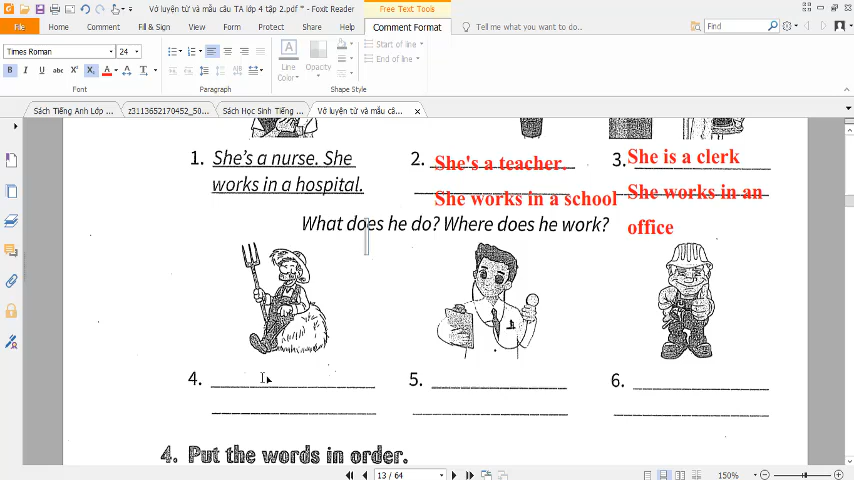 Vở luyện từ và mẫu câu TA lớp 4 tập 2.pdf* - Foxit Reader
Free Text Tools
File Home Comment Fill & Sign View Form Protect Share Help Comment Format Tell me what you want to do... Find
Times Roman 24
Line Color
Opacity
Start of line
End of line
Font Paragraph Shape Style
Sách Tiếng Anh Lớp ... z3113652170452_50... Sách Học Sinh Tiếng ... Vở luyện từ và mẫu câ...
1. She's a nurse. She works in a hospital.
2. She's a teacher. She works in a school
3. She is a clerk She works in an office
What does he do? Where does he work?
4.
5.
6.
4. Put the words in order.
13 / 64
150%